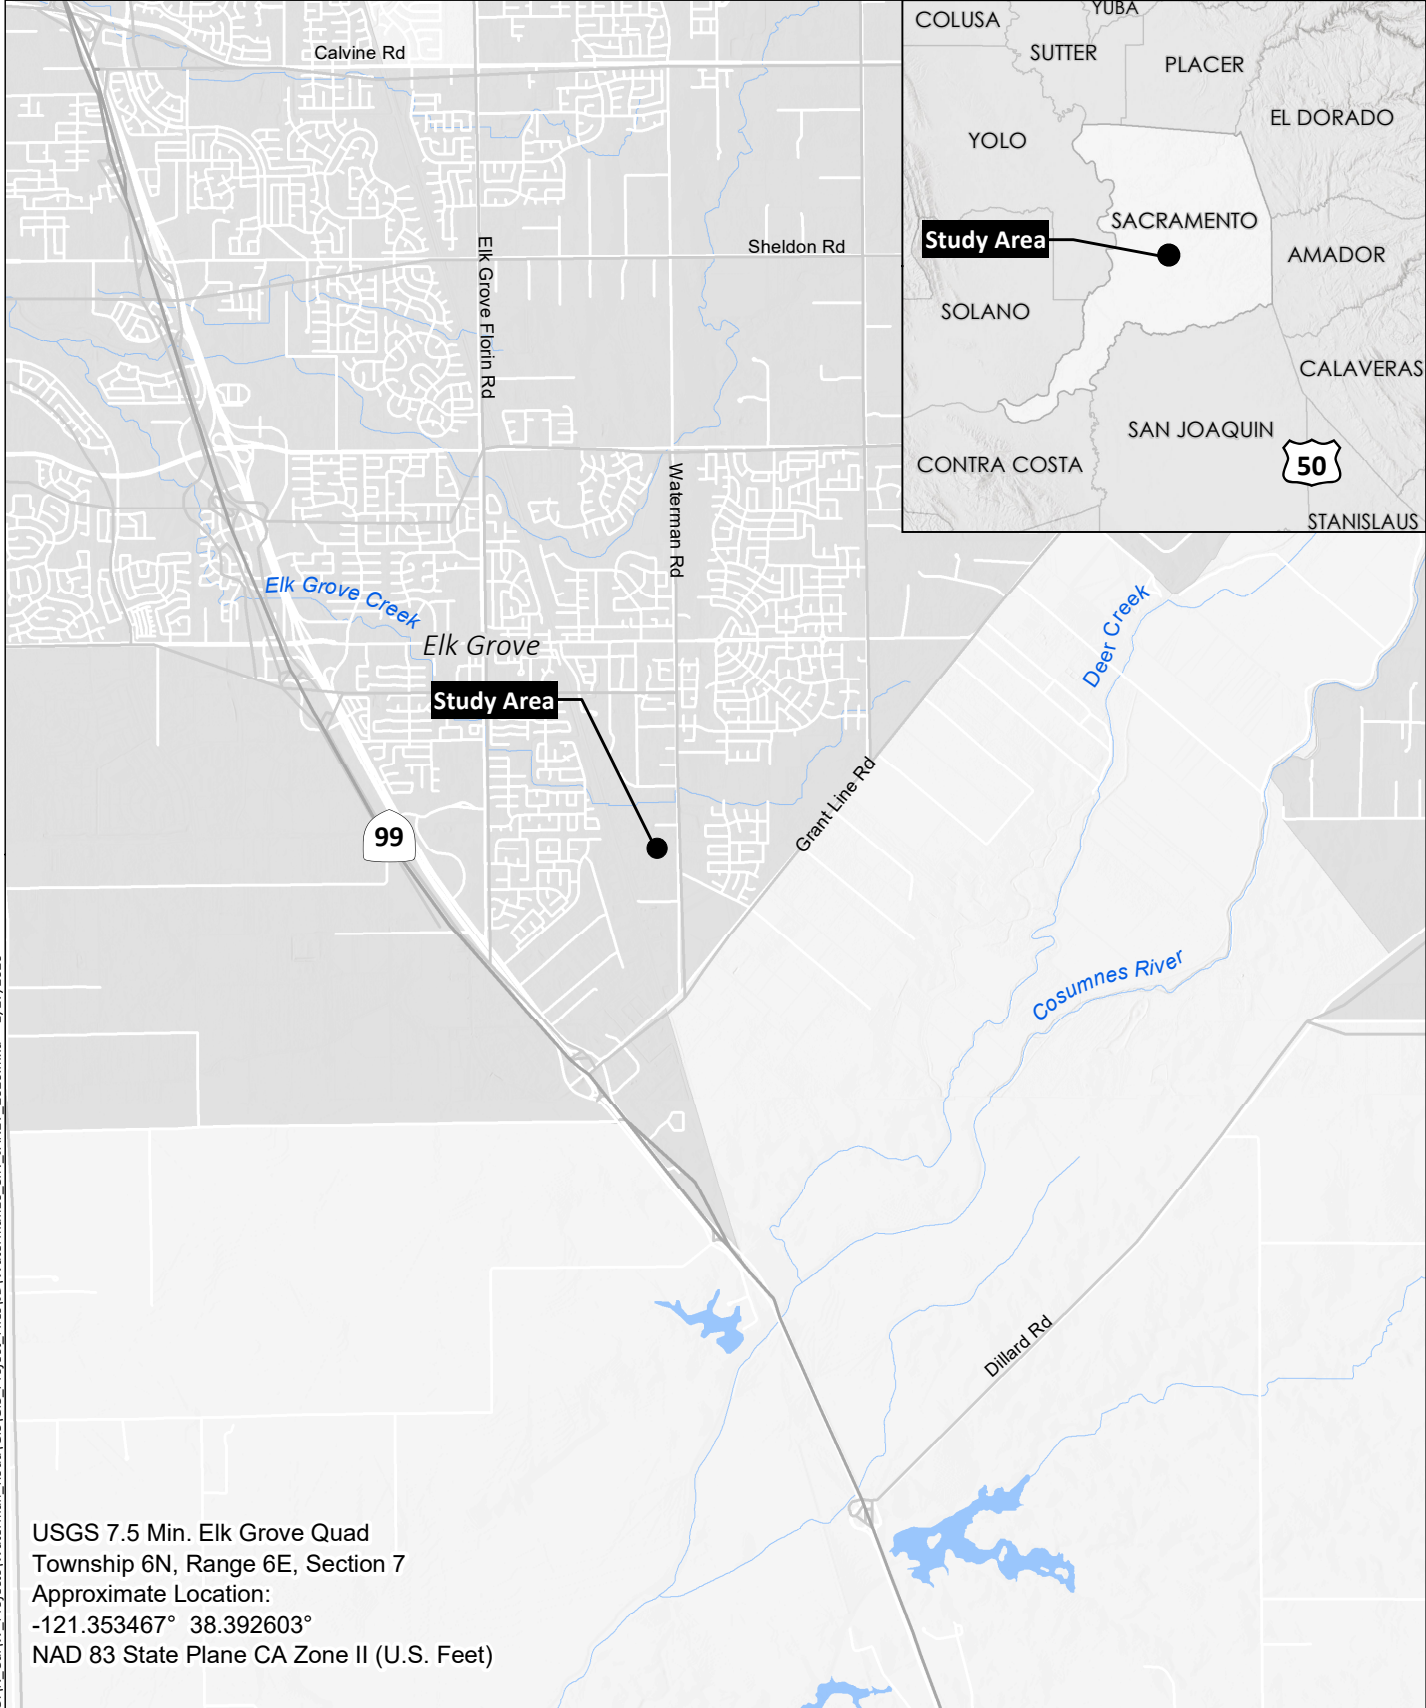 Calvine Rd
Elk Grove Florin Rd
Sheldon Rd
Waterman Rd
Elk Grove Creek
Elk Grove
Study Area
99
Grant Line Rd
Deer Creek
Cosumnes River
Dillard Rd
COLUSA
YUBA
SUTTER
PLACER
EL DORADO
YOLO
SACRAMENTO
Study Area
AMADOR
SOLANO
CALAVERAS
SAN JOAQUIN
50
CONTRA COSTA
STANISLAUS
USGS 7.5 Min. Elk Grove Quad
Township 6N, Range 6E, Section 7
Approximate Location:
-121.353467° 38.392603°
NAD 83 State Plane CA Zone II (U.S. Feet)